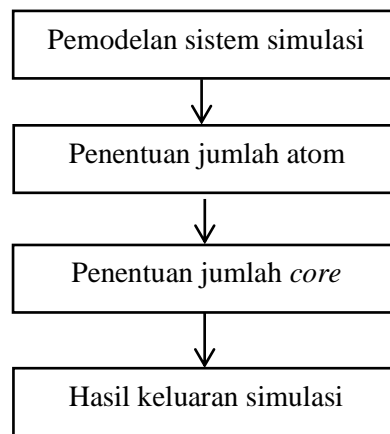 Pemodelan sistem simulasi
Penentuan jumlah atom
Penentuan jumlah core
Hasil keluaran simulasi